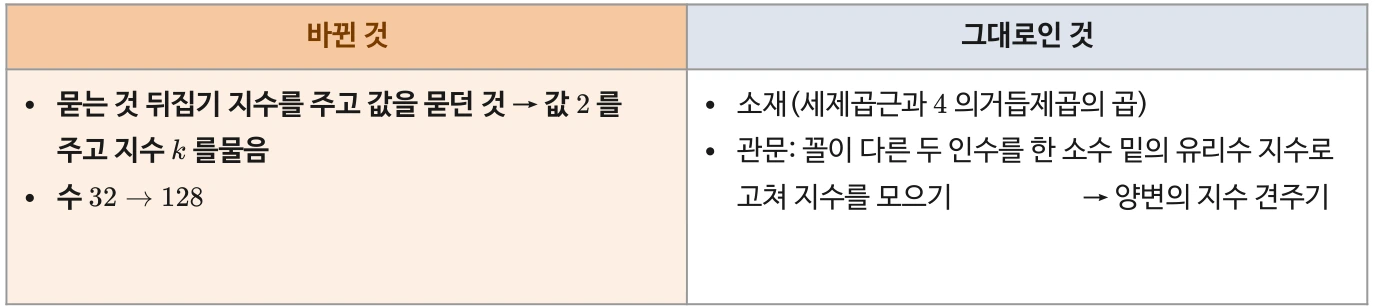 바뀐 것
그대로인 것
• 묻는 것 뒤집기 지수를 주고 값을 묻던 것 → 값 2 를
주고 지수 k 를물음
• 수 32 → 128
• 소재(세제곱근과 4 의거듭제곱의 곱)
• 관문: 꼴이 다른 두 인수를 한 소수 밑의 유리수 지수로
고쳐 지수를 모으기 → 양변의 지수 견주기